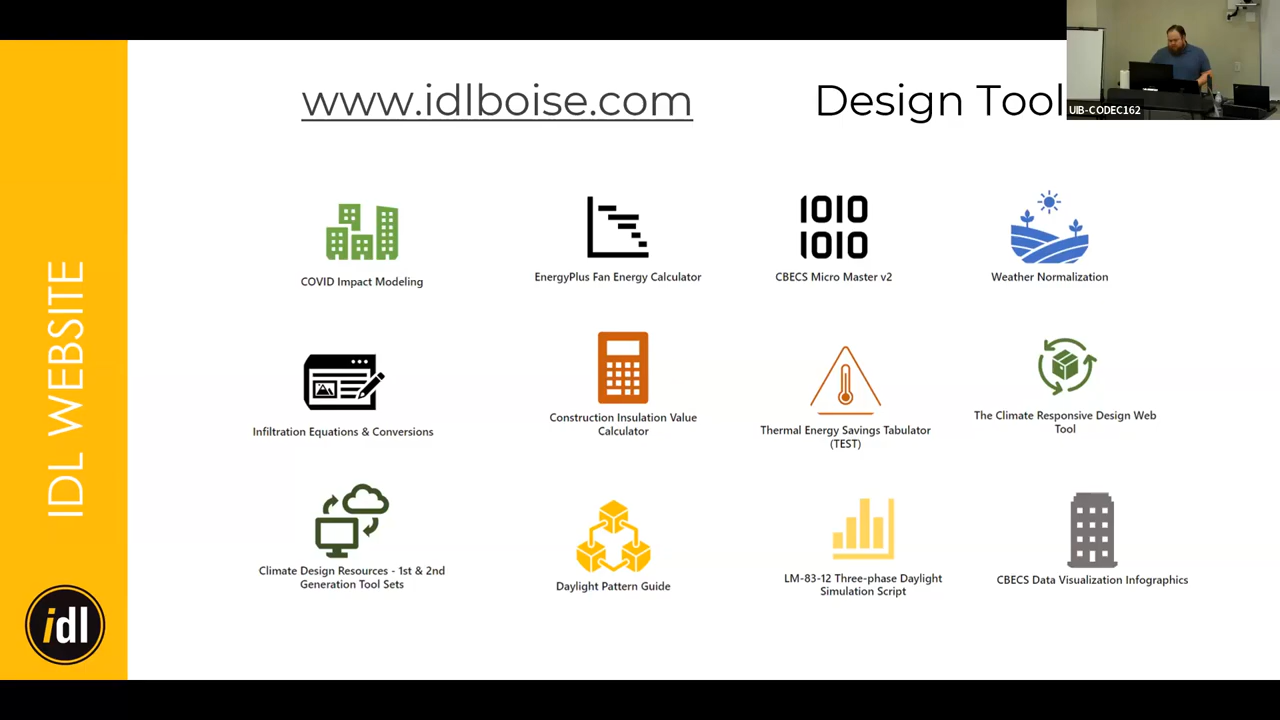 www.idlboise.com
Design Tool
UIB-CODEC162
IDL WEBSITE
COVID Impact Modeling
EnergyPlus Fan Energy Calculator
1010
1010
CBECS Micro Master v2
Weather Normalization
Infiltration Equations & Conversions
Construction Insulation Value
Calculator
Thermal Energy Savings Tabulator
(TEST)
The Climate Responsive Design Web
Tool
Climate Design Resources - 1st & 2nd
Generation Tool Sets
Daylight Pattern Guide
LM-83-12 Three-phase Daylight
Simulation Script
CBECS Data Visualization Infographics
idl